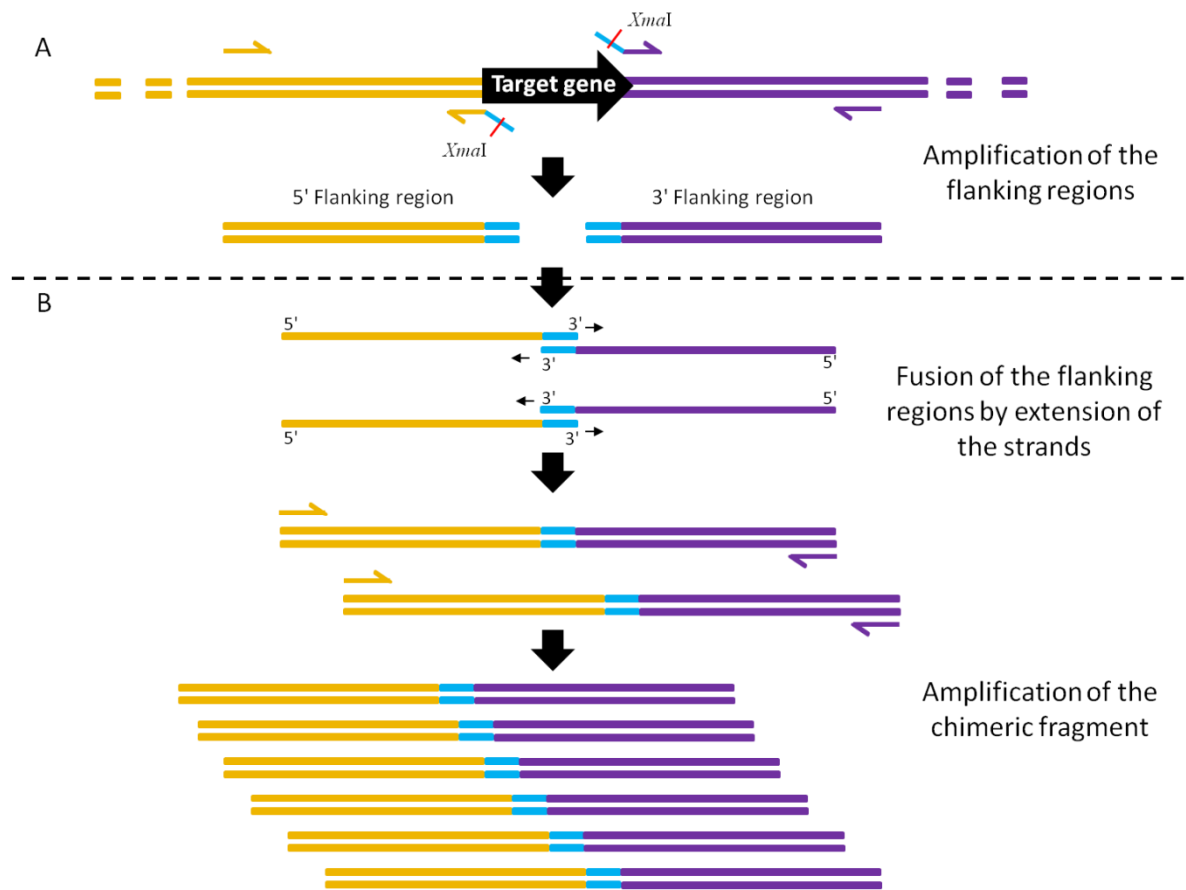 A
XmaI
Target gene
XmaI
Amplification of the
flanking regions
5' Flanking region
3' Flanking region
B
5'
3'
3'
5'
3'
5'
5'
3'
Fusion of the flanking
regions by extension of
the strands
Amplification of the
chimeric fragment